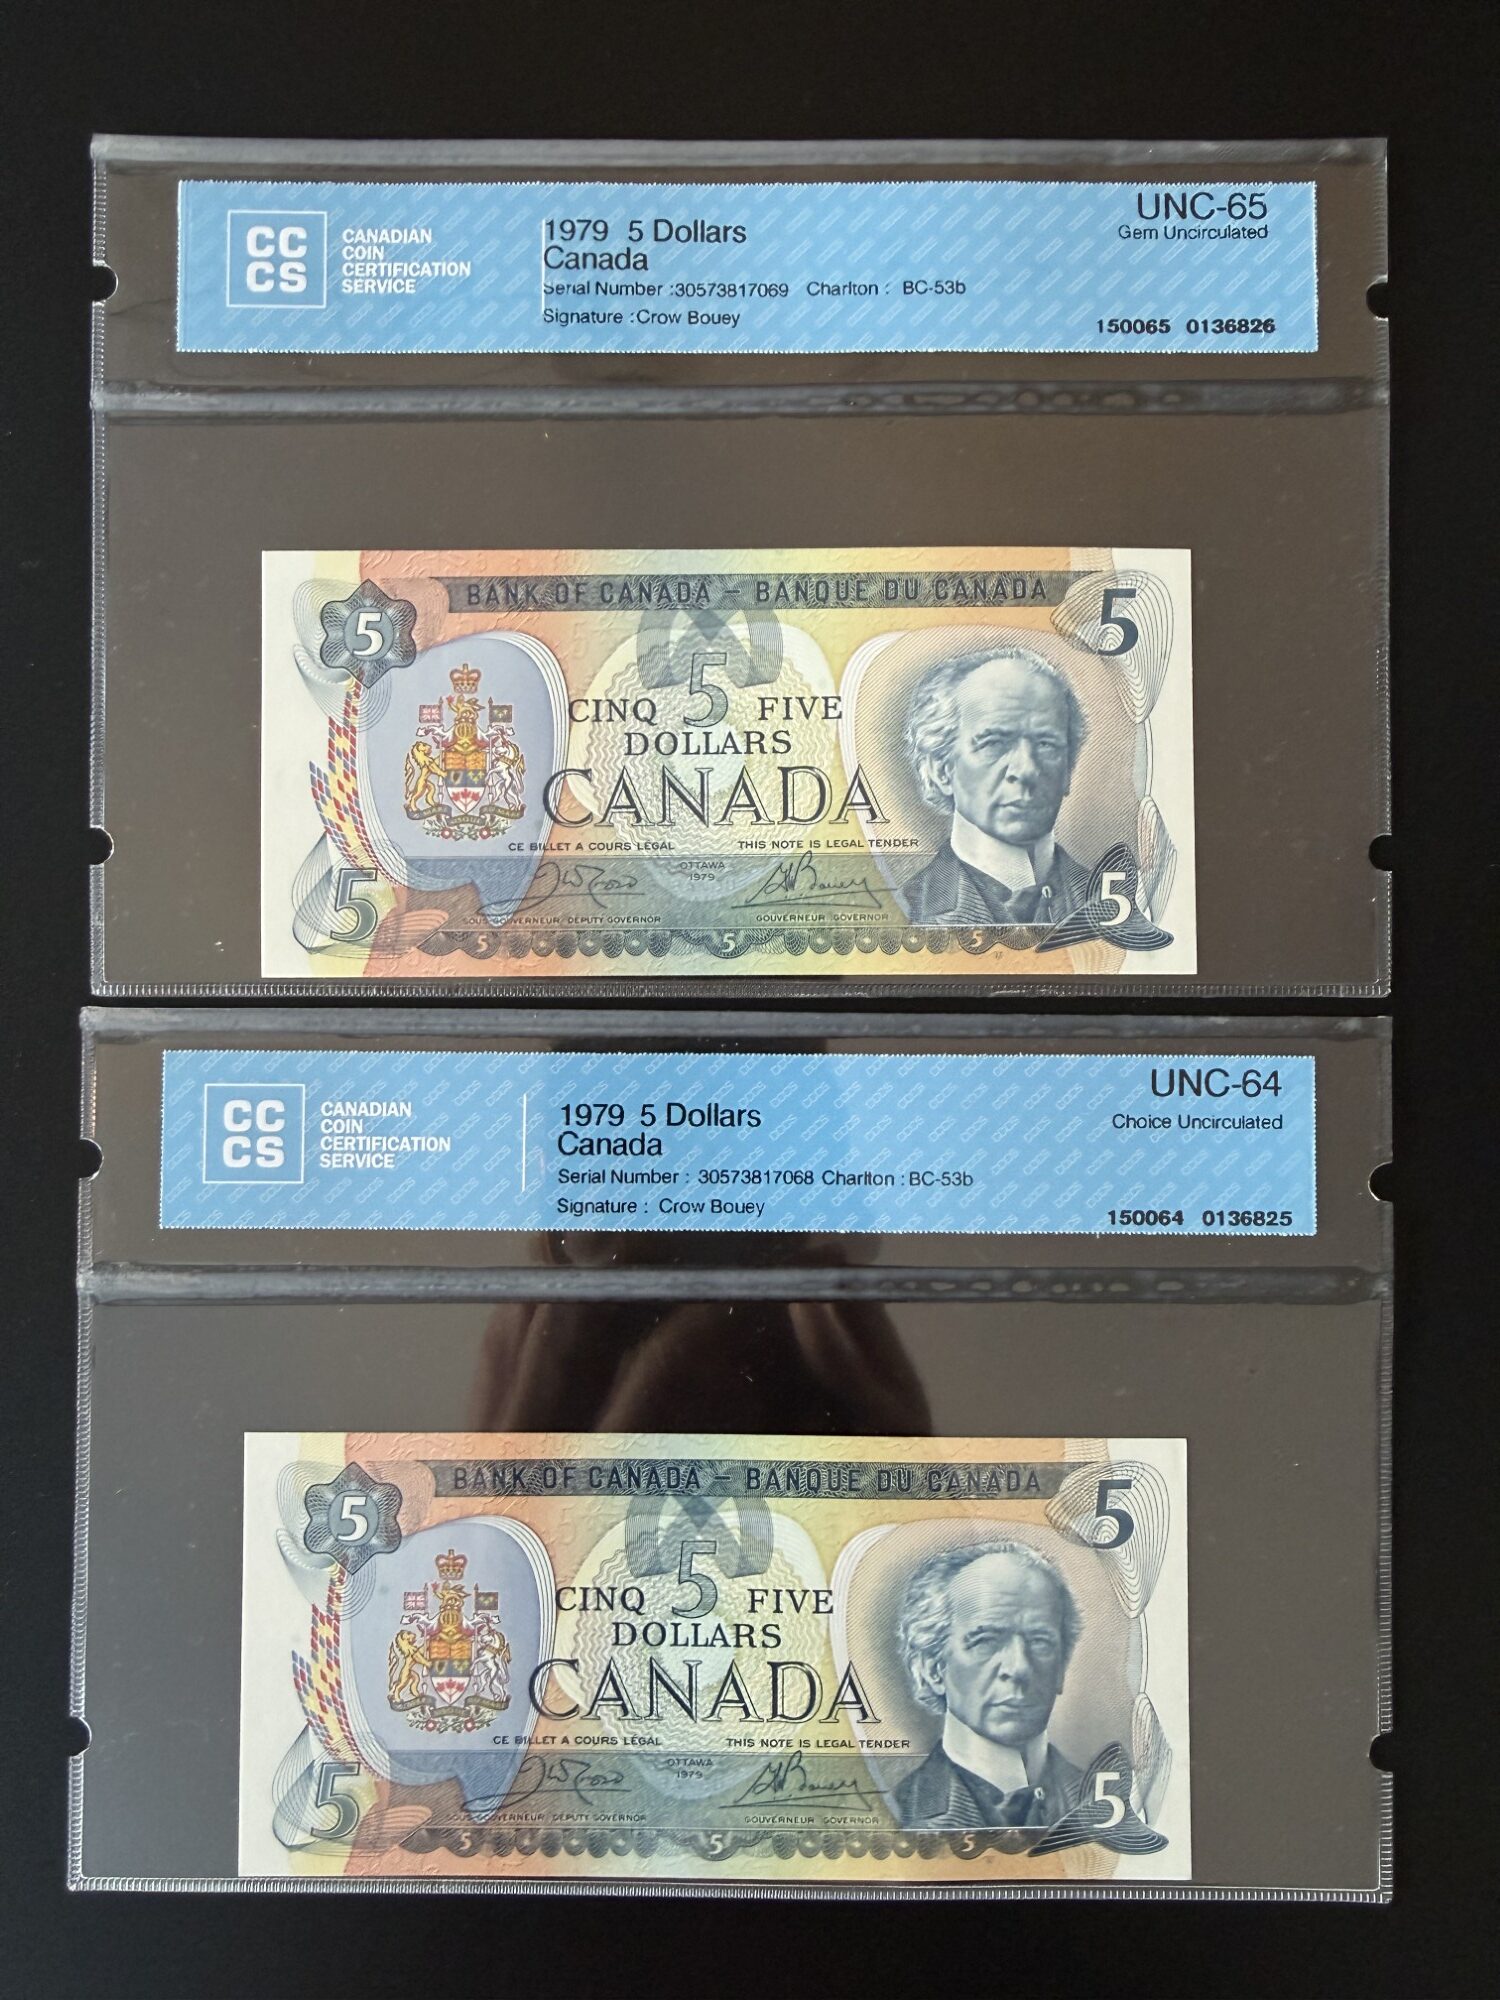 CC
CS
CANADIAN
COIN
CERTIFICATION
SERVICE
1979 5 Dollars
Canada
Serial Number :30573817069 Charlton : BC-53b
Signature :Crow Bouey
UNC-65
Gem Uncirculated
150065 0136826
BANK OF CANADA – BANQUE DU CANADA
5
5
CINQ 5 FIVE
DOLLARS
CANADA
CE BILLET A COURS LÉGAL
THIS NOTE IS LEGAL TENDER
OTTAWA
1979
SOUS-GOUVERNEUR DEPUTY GOVERNOR
GOUVERNEUR GOVERNOR
5
5
5 5 5
CC
CS
CANADIAN
COIN
CERTIFICATION
SERVICE
1979 5 Dollars
Canada
Serial Number : 30573817068 Charlton : BC-53b
Signature : Crow Bouey
UNC-64
Choice Uncirculated
150064 0136825
BANK OF CANADA – BANQUE DU CANADA
5
5
CINQ 5 FIVE
DOLLARS
CANADA
CE BILLET A COURS LÉGAL
THIS NOTE IS LEGAL TENDER
OTTAWA
1979
SOUS-GOUVERNEUR DEPUTY GOVERNOR
GOUVERNEUR GOVERNOR
5
5
5 5 5